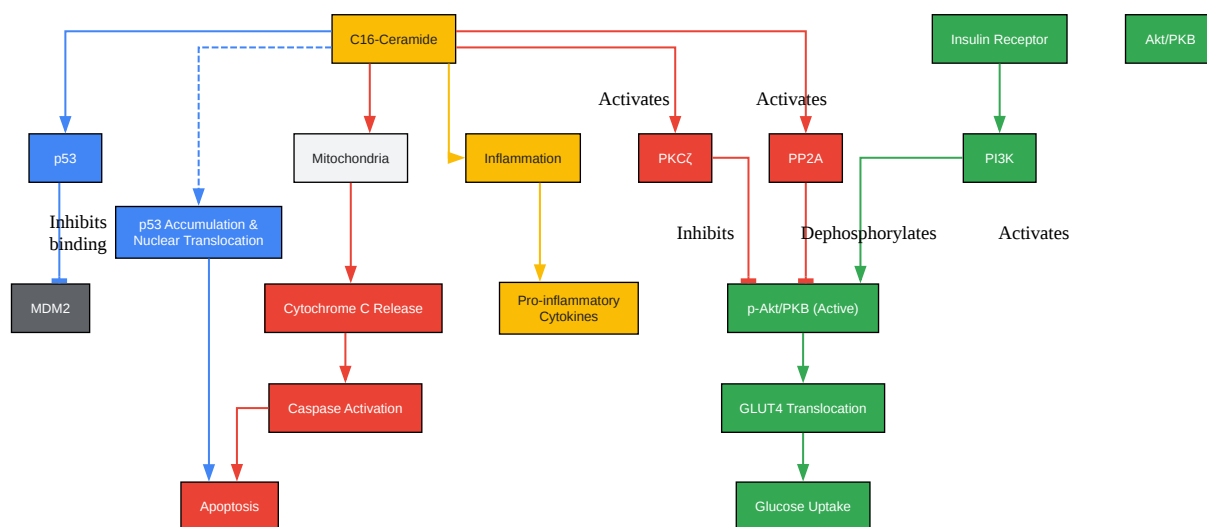 C16-Ceramide
Insulin Receptor
Akt/PKB
Activates
Activates
p53
Mitochondria
Inflammation
PKCζ
PP2A
PI3K
Inhibits
binding
p53 Accumulation &
Nuclear Translocation
Inhibits
Dephosphorylates
Activates
MDM2
Cytochrome C Release
Pro-inflammatory
Cytokines
p-Akt/PKB (Active)
Caspase Activation
GLUT4 Translocation
Apoptosis
Glucose Uptake